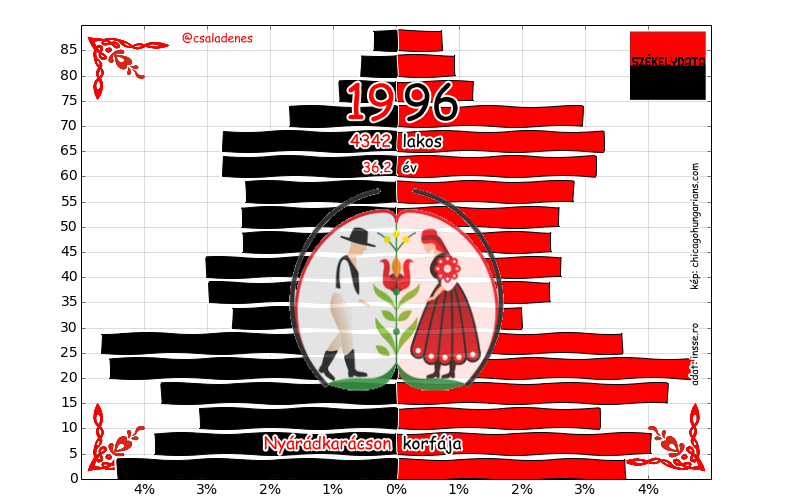 @csaladenes
SZÉKELYDATA
1996
4342 lakos
36.2 év
kép: chicagohungarians.com
adat: insse.ro
Nyárádkarácson korfája
85
80
75
70
65
60
55
50
45
40
35
30
25
20
15
10
5
0
4% 3% 2% 1% 0% 1% 2% 3% 4%